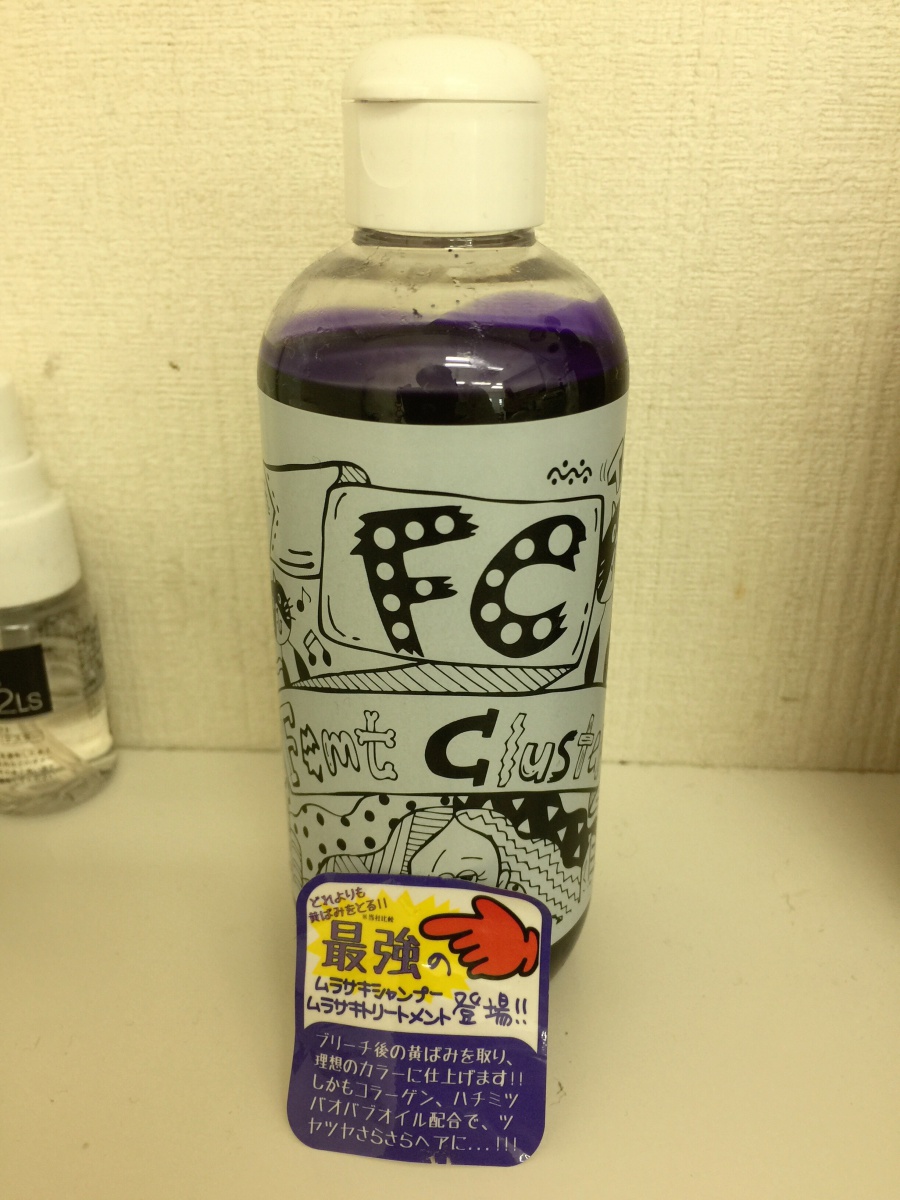 FC
Femt Cluste
2LS
どれよりも
黄ばみをとる!!
※当社比較
最強の
ムラサキシャンプー
ムラサキトリートメント登場!!
ブリーチ後の黄ばみを取り、
理想のカラーに仕上げます!!
しかもコラーゲン、ハチミツ
バオバブオイル配合で、ツ
ヤツヤさらさらヘアに...!!!